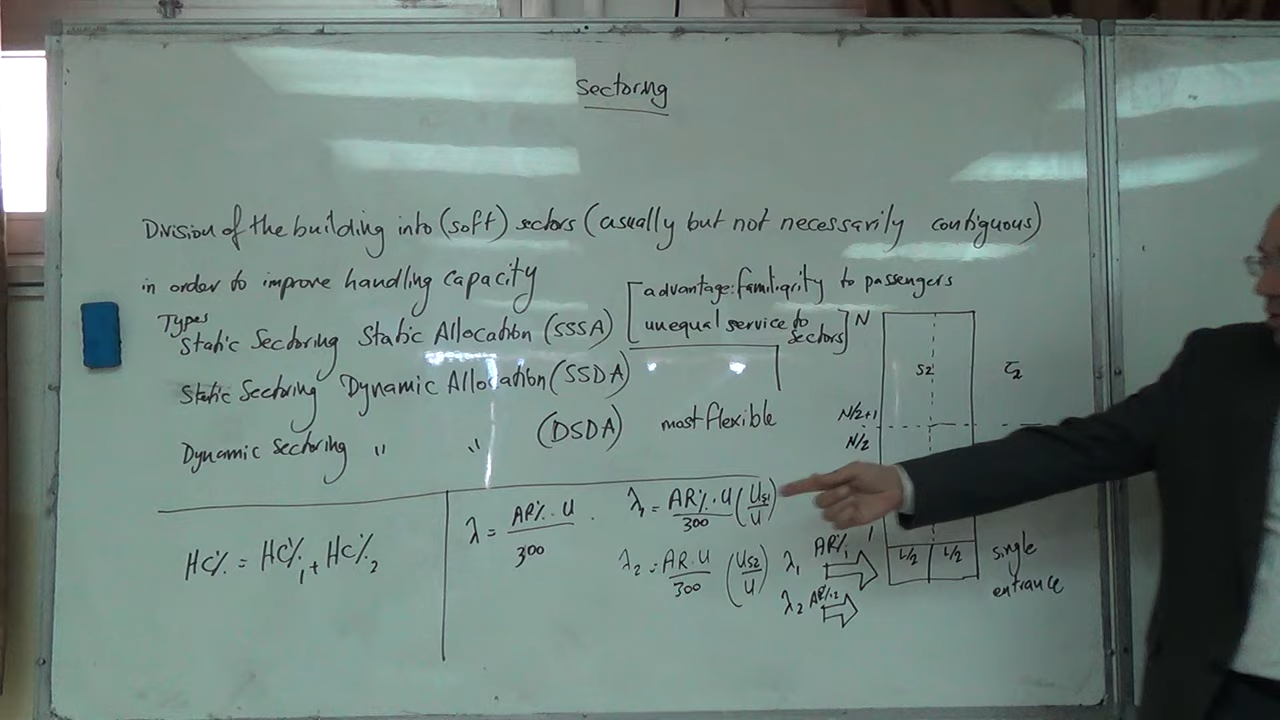 Sectoring
Division of the building into (soft) sectors (usually but not necessarily contiguous)
in order to improve handling capacity
[advantage: familiarity to passengers
unequal service to sectors]
Types
Static Sectoring Static Allocation (SSSA)
Static Sectoring Dynamic Allocation (SSDA)
Dynamic Sectoring " " (DSDA) most flexible
HC% = HC%₁ + HC%₂
λ = AR%·U / 300
λ₁ = AR%·U / 300 (Us1 / U)
λ₂ = AR·U / 300 (Us2 / U)
N
S2
τ₂
N/2+1
N/2
1
L/2 L/2
λ₁ AR%₁
λ₂ AR%₂
single
entrance